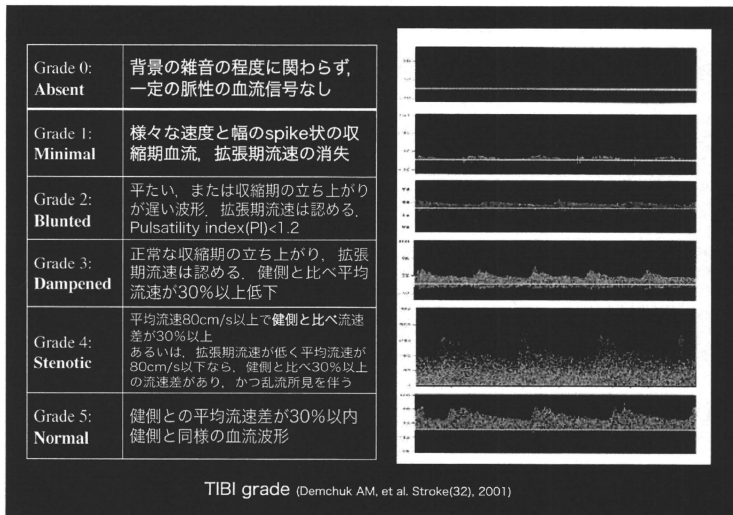 Grade 0:
Absent
背景の雑音の程度に関わらず,
一定の脈性の血流信号なし
Grade 1:
Minimal
様々な速度と幅のspike状の収
縮期血流, 拡張期流速の消失
Grade 2:
Blunted
平たい, または収縮期の立ち上がり
が遅い波形. 拡張期流速は認める.
Pulsatility index(PI)<1.2
Grade 3:
Dampened
正常な収縮期の立ち上がり, 拡張
期流速は認める. 健側と比べ平均
流速が30%以上低下
Grade 4:
Stenotic
平均流速80cm/s以上で健側と比べ流速
差が30%以上
あるいは, 拡張期流速が低く平均流速が
80cm/s以下なら, 健側と比べ30%以上
の流速差があり, かつ乱流所見を伴う
Grade 5:
Normal
健側との平均流速差が30%以内
健側と同様の血流波形
TIBI grade (Demchuk AM, et al. Stroke(32), 2001)